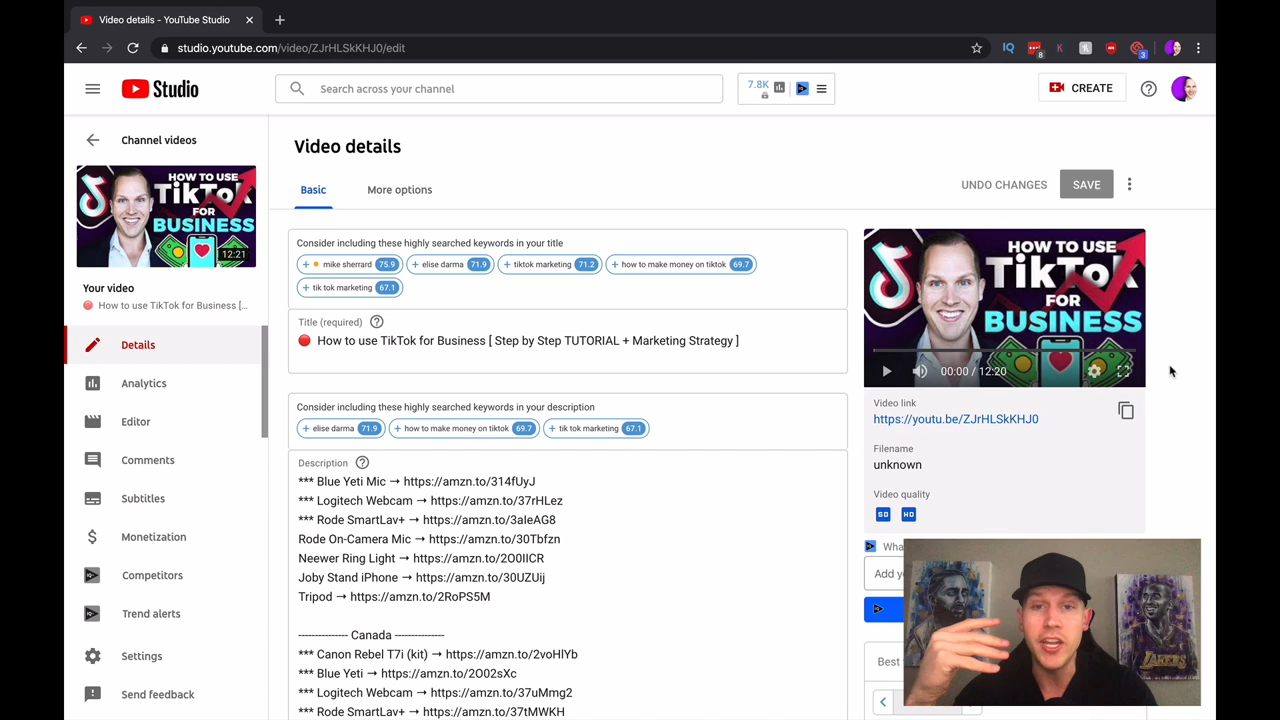 Video details - YouTube Studio
studio.youtube.com/video/ZJrHLSkKHJ0/edit
IQ
8
K
3
Studio
Search across your channel
7.8K
CREATE
Channel videos
HOW TO USE
TikTok
FOR
BUSINESS
12:21
Your video
How to use TikTok for Business [...
Details
Analytics
Editor
Comments
Subtitles
Monetization
Competitors
Trend alerts
Settings
Send feedback
Video details
Basic
More options
UNDO CHANGES
SAVE
Consider including these highly searched keywords in your title
+ mike sherrard 75.9
+ elise darma 71.9
+ tiktok marketing 71.2
+ how to make money on tiktok 69.7
+ tik tok marketing 67.1
Title (required)
How to use TikTok for Business [ Step by Step TUTORIAL + Marketing Strategy ]
Consider including these highly searched keywords in your description
+ elise darma 71.9
+ how to make money on tiktok 69.7
+ tik tok marketing 67.1
Description
*** Blue Yeti Mic → https://amzn.to/314fUyJ
*** Logitech Webcam → https://amzn.to/37rHLez
*** Rode SmartLav+ → https://amzn.to/3aIeAG8
Rode On-Camera Mic → https://amzn.to/30Tbfzn
Neewer Ring Light → https://amzn.to/2O0IICR
Joby Stand iPhone → https://amzn.to/30UZUij
Tripod → https://amzn.to/2RoPS5M
--------------- Canada ---------------
*** Canon Rebel T7i (kit) → https://amzn.to/2voHlYb
*** Blue Yeti → https://amzn.to/2O02sXc
*** Logitech Webcam → https://amzn.to/37uMmg2
*** Rode SmartLav+ → https://amzn.to/37tMWKH
HOW TO USE
TikTok
FOR
BUSINESS
00:00 / 12:20
Video link
https://youtu.be/ZJrHLSkKHJ0
Filename
unknown
Video quality
SD HD
Wha
Add yo
Best
LAKERS